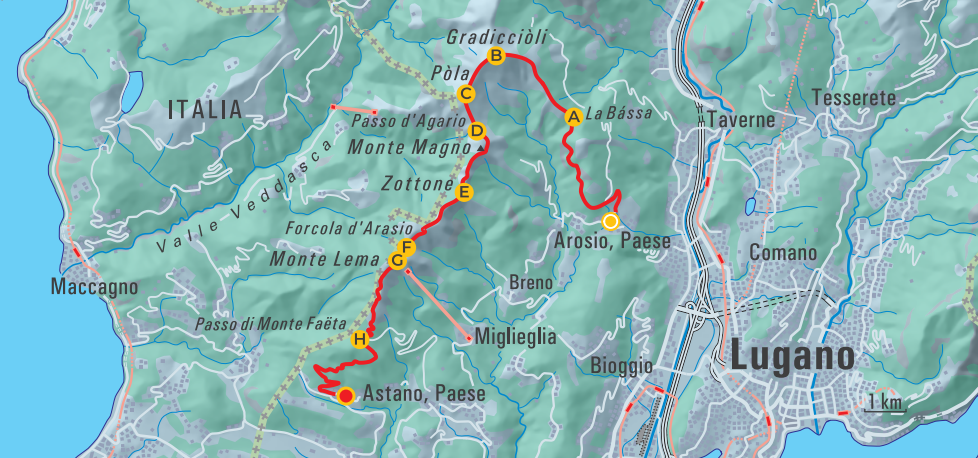 Gradicciòli
B
Pòla
C
ITALIA
Tesserete
Passo d'Agario
D
A
La Bássa
Taverne
Monte Magno
Zottone
E
Valle Veddasca
Forcola d'Arasio
F
Arosio, Paese
Monte Lema
G
Comano
Maccagno
Breno
Passo di Monte Faëta
H
Miglieglia
Lugano
Bioggio
Astano, Paese
1 km